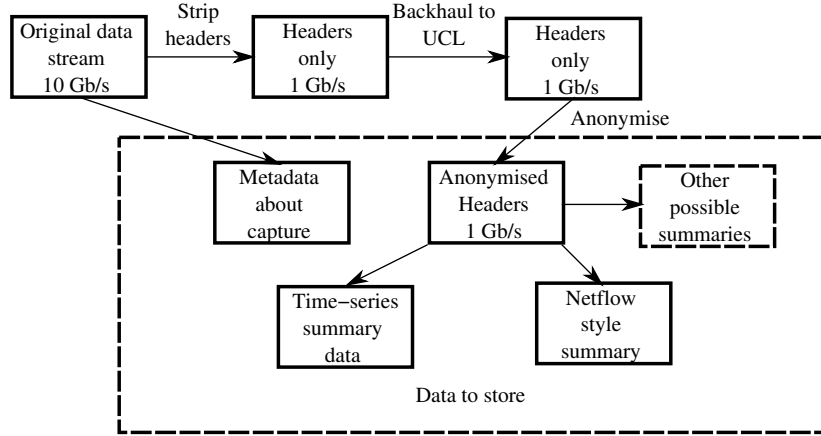 Original data
stream
10 Gb/s
Strip
headers
Headers
only
1 Gb/s
Backhaul to
UCL
Headers
only
1 Gb/s
Anonymise
Metadata
about
capture
Anonymised
Headers
1 Gb/s
Other
possible
summaries
Time−series
summary
data
Netflow
style
summary
Data to store